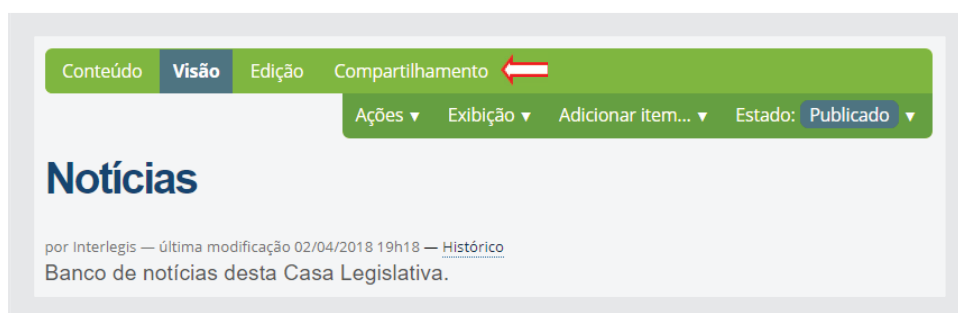 Conteúdo Visão Edição Compartilhamento
Ações ▾ Exibição ▾ Adicionar item... ▾ Estado: Publicado ▾
Notícias
por Interlegis — última modificação 02/04/2018 19h18 — Histórico
Banco de notícias desta Casa Legislativa.